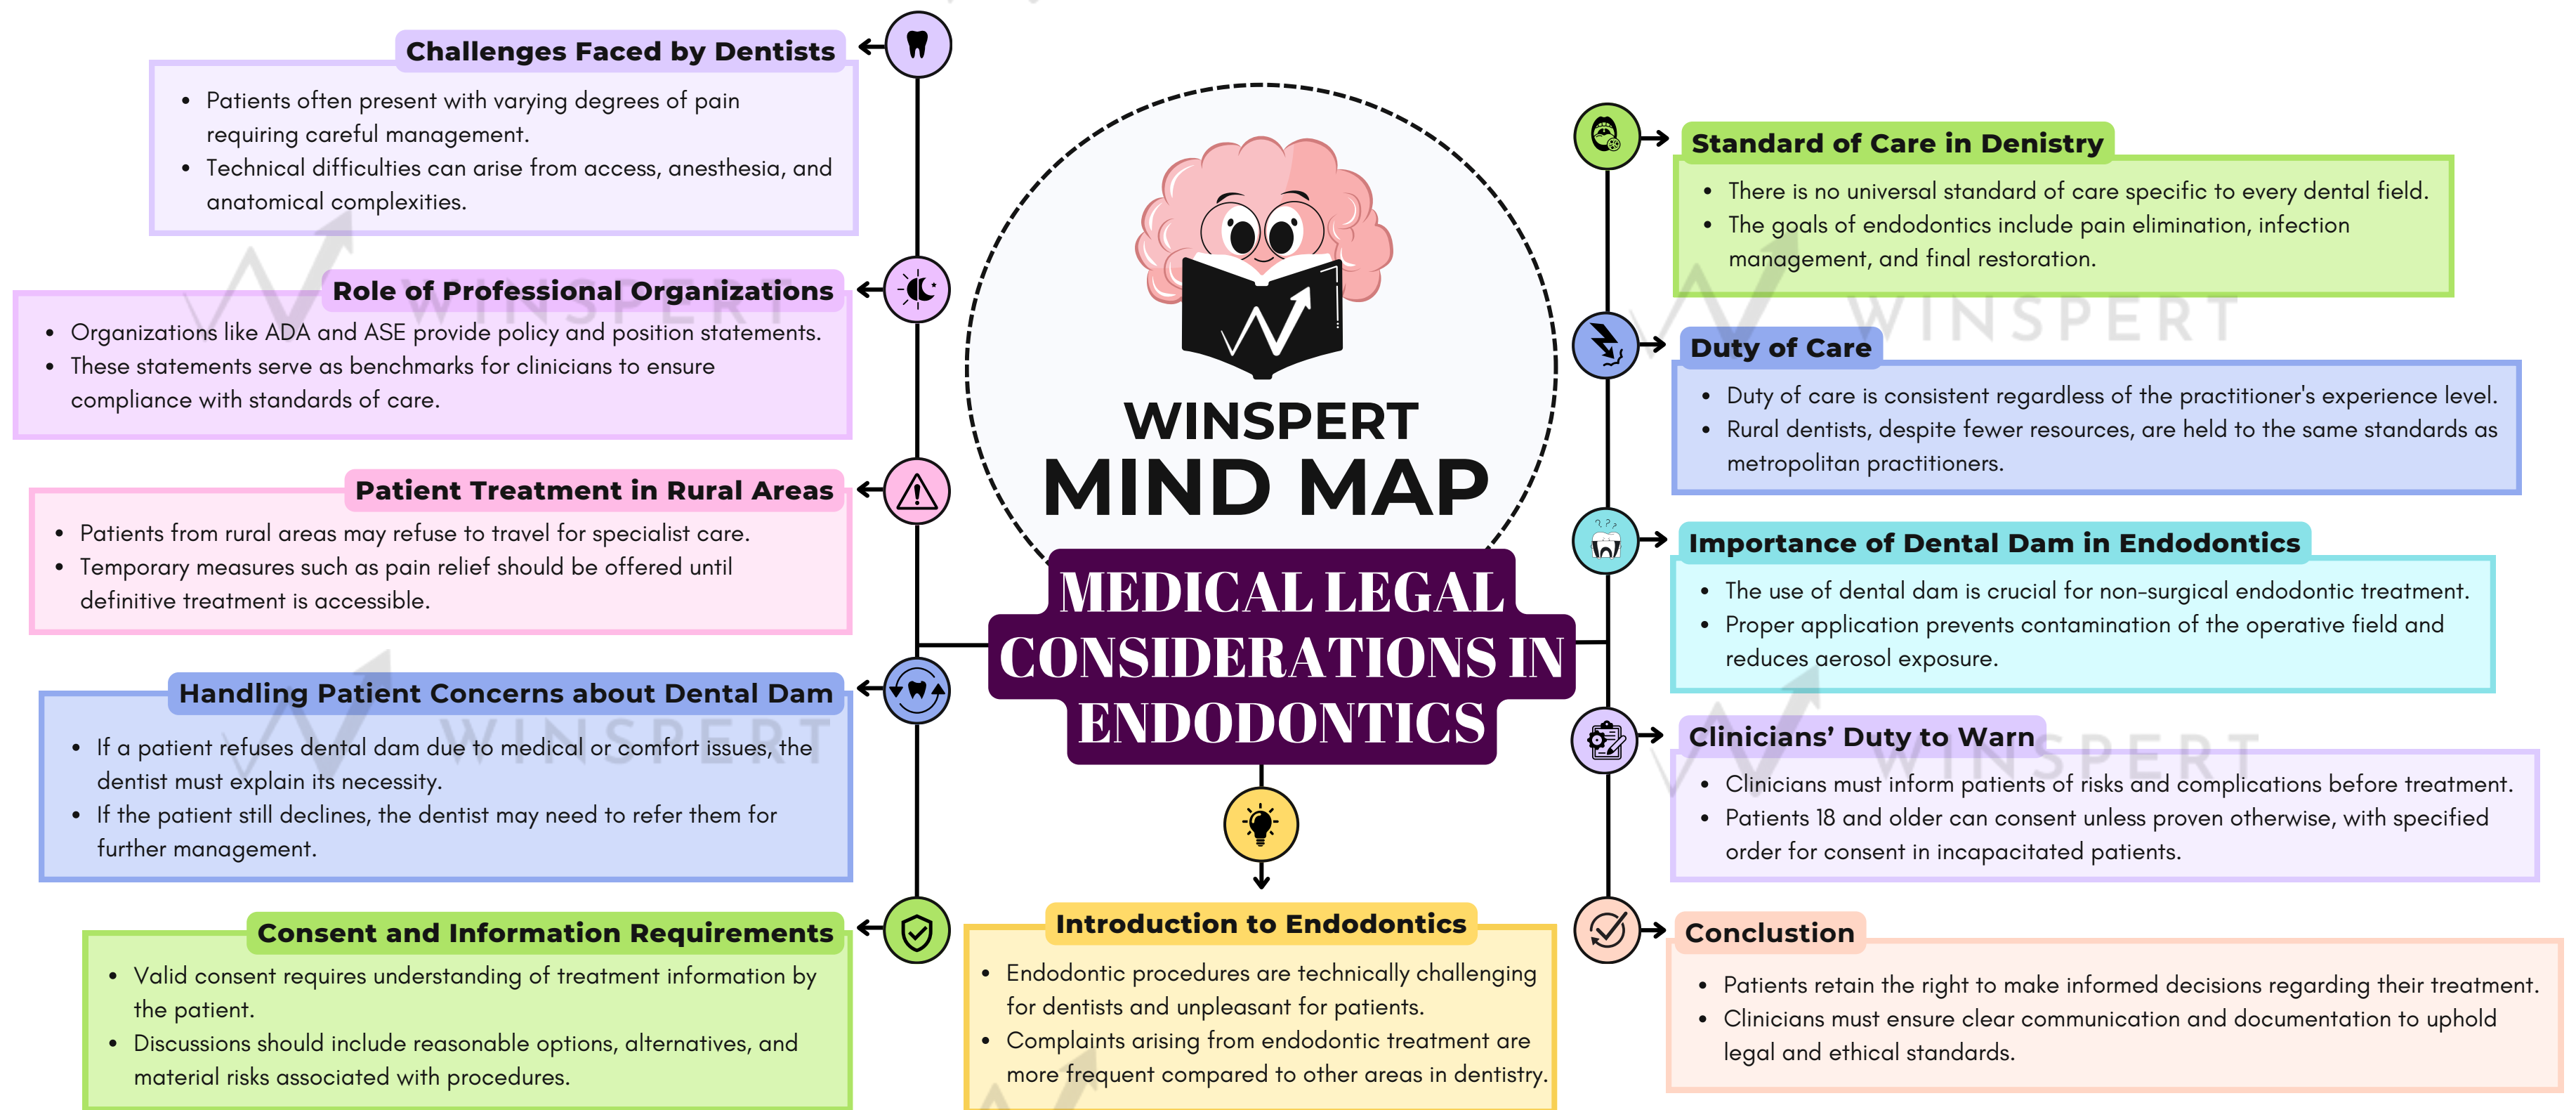 Challenges Faced by Dentists
• Patients often present with varying degrees of pain
requiring careful management.
• Technical difficulties can arise from access, anesthesia, and
anatomical complexities.
Role of Professional Organizations
• Organizations like ADA and ASE provide policy and position statements.
• These statements serve as benchmarks for clinicians to ensure
compliance with standards of care.
Patient Treatment in Rural Areas
• Patients from rural areas may refuse to travel for specialist care.
• Temporary measures such as pain relief should be offered until
definitive treatment is accessible.
Handling Patient Concerns about Dental Dam
• If a patient refuses dental dam due to medical or comfort issues, the
dentist must explain its necessity.
• If the patient still declines, the dentist may need to refer them for
further management.
Consent and Information Requirements
• Valid consent requires understanding of treatment information by
the patient.
• Discussions should include reasonable options, alternatives, and
material risks associated with procedures.
WINSPERT
MIND MAP
MEDICAL LEGAL
CONSIDERATIONS IN
ENDODONTICS
Introduction to Endodontics
• Endodontic procedures are technically challenging
for dentists and unpleasant for patients.
• Complaints arising from endodontic treatment are
more frequent compared to other areas in dentistry.
Standard of Care in Denistry
• There is no universal standard of care specific to every dental field.
• The goals of endodontics include pain elimination, infection
management, and final restoration.
Duty of Care
• Duty of care is consistent regardless of the practitioner's experience level.
• Rural dentists, despite fewer resources, are held to the same standards as
metropolitan practitioners.
???
Importance of Dental Dam in Endodontics
• The use of dental dam is crucial for non-surgical endodontic treatment.
• Proper application prevents contamination of the operative field and
reduces aerosol exposure.
Clinicians’ Duty to Warn
• Clinicians must inform patients of risks and complications before treatment.
• Patients 18 and older can consent unless proven otherwise, with specified
order for consent in incapacitated patients.
Conclustion
• Patients retain the right to make informed decisions regarding their treatment.
• Clinicians must ensure clear communication and documentation to uphold
legal and ethical standards.
WINSPERT
WINSPERT
WINSPERT
WINSPERT